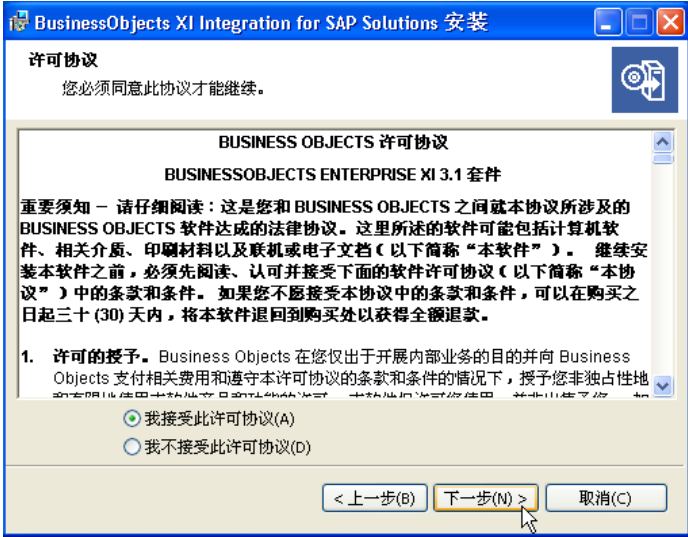 BusinessObjects XI Integration for SAP Solutions 安装
许可协议
您必须同意此协议才能继续。
BUSINESS OBJECTS 许可协议
BUSINESSOBJECTS ENTERPRISE XI 3.1 套件
重要须知 — 请仔细阅读：这是您和 BUSINESS OBJECTS 之间就本协议所涉及的
BUSINESS OBJECTS 软件达成的法律协议。这里所述的软件可能包括计算机软
件、相关介质、印刷材料以及联机或电子文档（以下简称“本软件”）。 继续安
装本软件之前，必须先阅读、认可并接受下面的软件许可协议（以下简称“本协
议”）中的条款和条件。 如果您不愿接受本协议中的条款和条件，可以在购买之
日起三十 (30) 天内，将本软件退回到购买处以获得全额退款。
1. 许可的授予。Business Objects 在您仅出于开展内部业务的目的并向 Business
Objects 支付相关费用和遵守本许可协议的条款和条件的情况下，授予您非独占性地
我接受此许可协议(A)
我不接受此许可协议(D)
< 上一步(B)
下一步(N) >
取消(C)